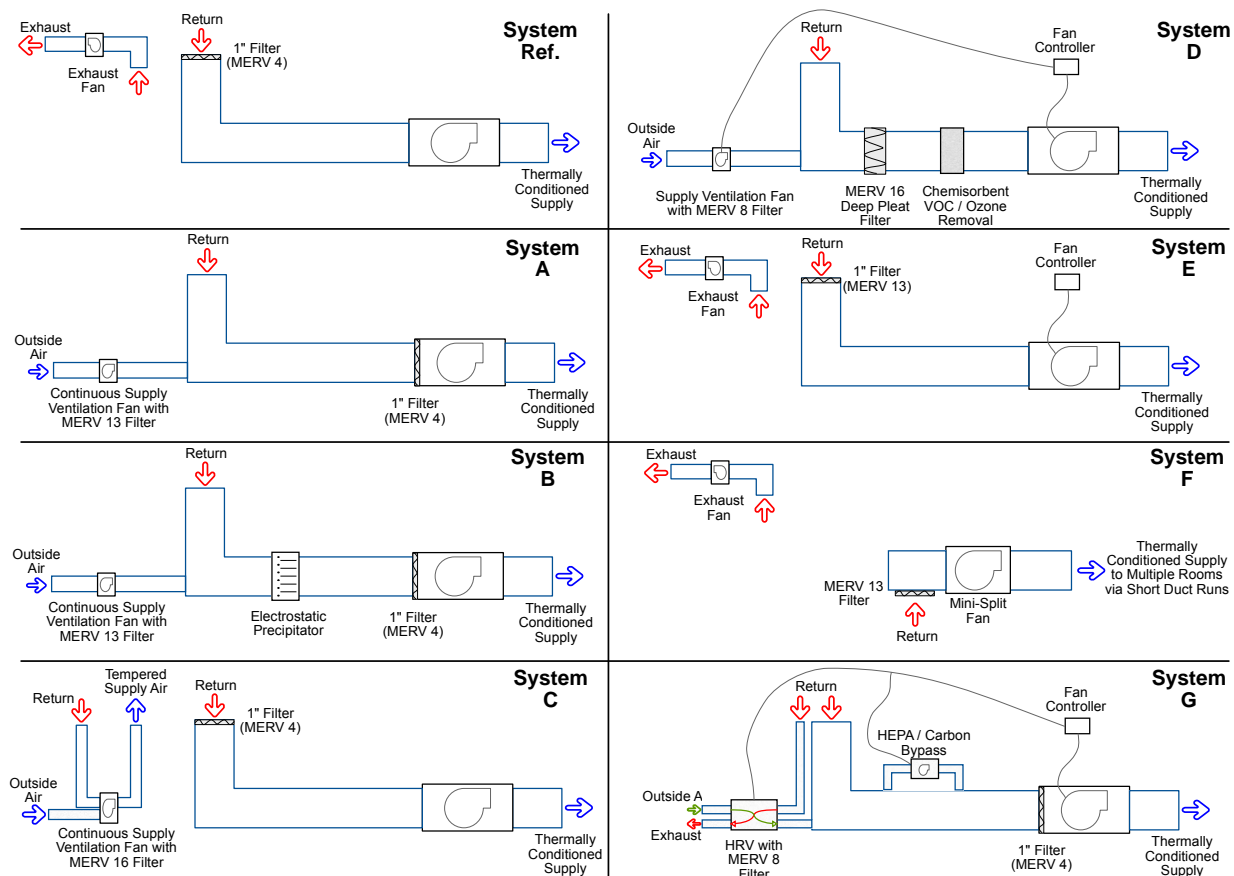 Exhaust
Exhaust
Fan
Return
1" Filter
(MERV 4)
System
Ref.
Thermally
Conditioned
Supply
System
D
Return
Fan
Controller
Outside
Air
Supply Ventilation Fan
with MERV 8 Filter
MERV 16
Deep Pleat
Filter
Chemisorbent
VOC / Ozone
Removal
Thermally
Conditioned
Supply
System
A
Return
Outside
Air
Continuous Supply
Ventilation Fan with
MERV 13 Filter
1" Filter
(MERV 4)
Thermally
Conditioned
Supply
System
E
Exhaust
Exhaust
Fan
Return
1" Filter
(MERV 13)
Fan
Controller
Thermally
Conditioned
Supply
System
B
Return
Outside
Air
Continuous Supply
Ventilation Fan with
MERV 13 Filter
Electrostatic
Precipitator
1" Filter
(MERV 4)
Thermally
Conditioned
Supply
System
F
Exhaust
Exhaust
Fan
MERV 13
Filter
Return
Mini-Split
Fan
Thermally
Conditioned Supply
to Multiple Rooms
via Short Duct Runs
System
C
Tempered
Supply Air
Return
Outside
Air
Continuous Supply
Ventilation Fan with
MERV 16 Filter
Return
1" Filter
(MERV 4)
Thermally
Conditioned
Supply
System
G
Return
Fan
Controller
HEPA / Carbon
Bypass
Outside A
Exhaust
HRV with
MERV 8
Filter
1" Filter
(MERV 4)
Thermally
Conditioned
Supply